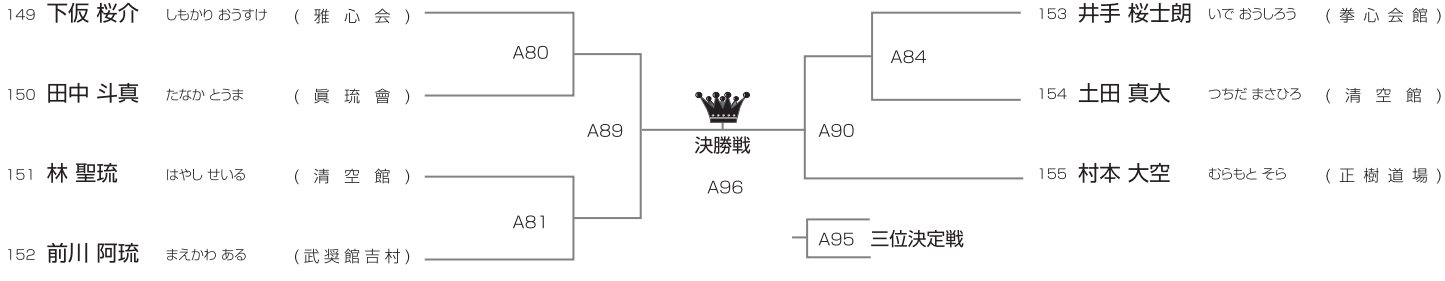 149 下仮 桜介 しもかり おうすけ ( 雅 心 会 )
A80
150 田中 斗真 たなか とうま ( 眞 琉 會 )
A89
151 林 聖琉 はやし せいる ( 清 空 館 )
A81
152 前川 阿琉 まえかわ ある (武奨館吉村)
決勝戦
A96
153 井手 桜士朗 いで おうしろう ( 拳 心 会 館 )
A84
154 土田 真大 つちだ まさひろ ( 清 空 館 )
A90
155 村本 大空 むらもと そら ( 正 樹 道 場 )
A95 三位決定戦